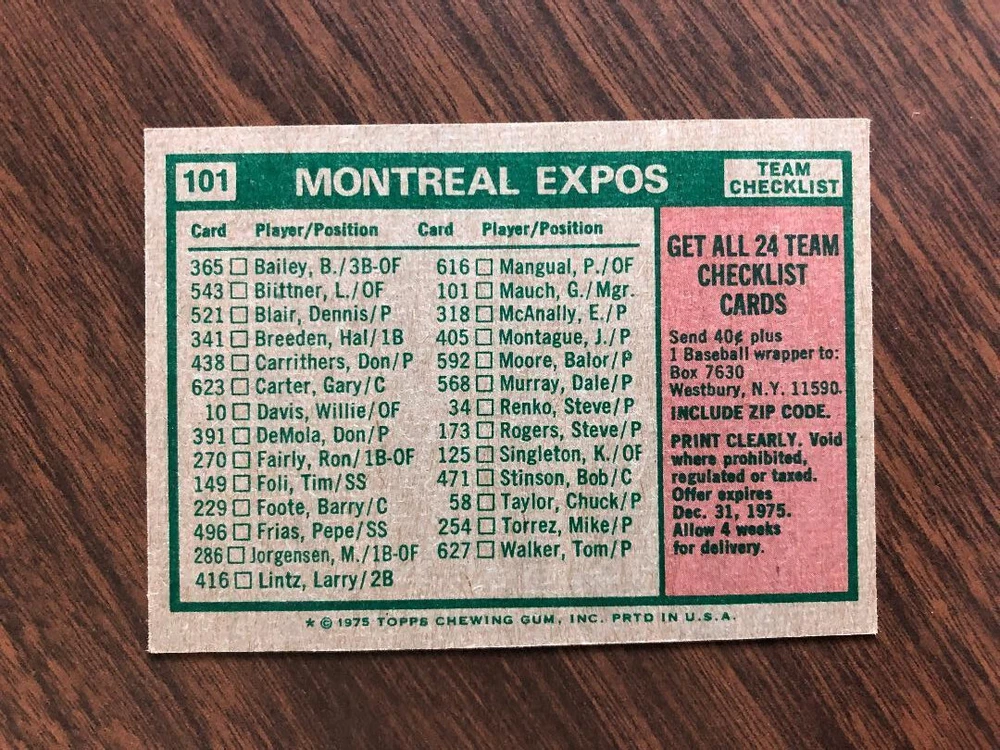 101 MONTREAL EXPOS TEAM CHECKLIST
Card Player/Position Card Player/Position
365 Bailey, B./3B-OF
543 Biittner, L./OF
521 Blair, Dennis/P
341 Breeden, Hal/1B
438 Carrithers, Don/P
623 Carter, Gary/C
10 Davis, Willie/OF
391 DeMola, Don/P
270 Fairly, Ron/1B-OF
149 Foli, Tim/SS
229 Foote, Barry/C
496 Frias, Pepe/SS
286 Jorgensen, M./1B-OF
416 Lintz, Larry/2B
616 Mangual, P./OF
101 Mauch, G./Mgr.
318 McAnally, E./P
405 Montague, J./P
592 Moore, Balor/P
568 Murray, Dale/P
34 Renko, Steve/P
173 Rogers, Steve/P
125 Singleton, K./OF
471 Stinson, Bob/C
58 Taylor, Chuck/P
254 Torrez, Mike/P
627 Walker, Tom/P
GET ALL 24 TEAM
CHECKLIST
CARDS
Send 40¢ plus
1 Baseball wrapper to:
Box 7630
Westbury, N.Y. 11590.
INCLUDE ZIP CODE.
PRINT CLEARLY. Void
where prohibited,
regulated or taxed.
Offer expires
Dec. 31, 1975.
Allow 4 weeks
for delivery.
* © 1975 TOPPS CHEWING GUM, INC. PRTD IN U.S.A.